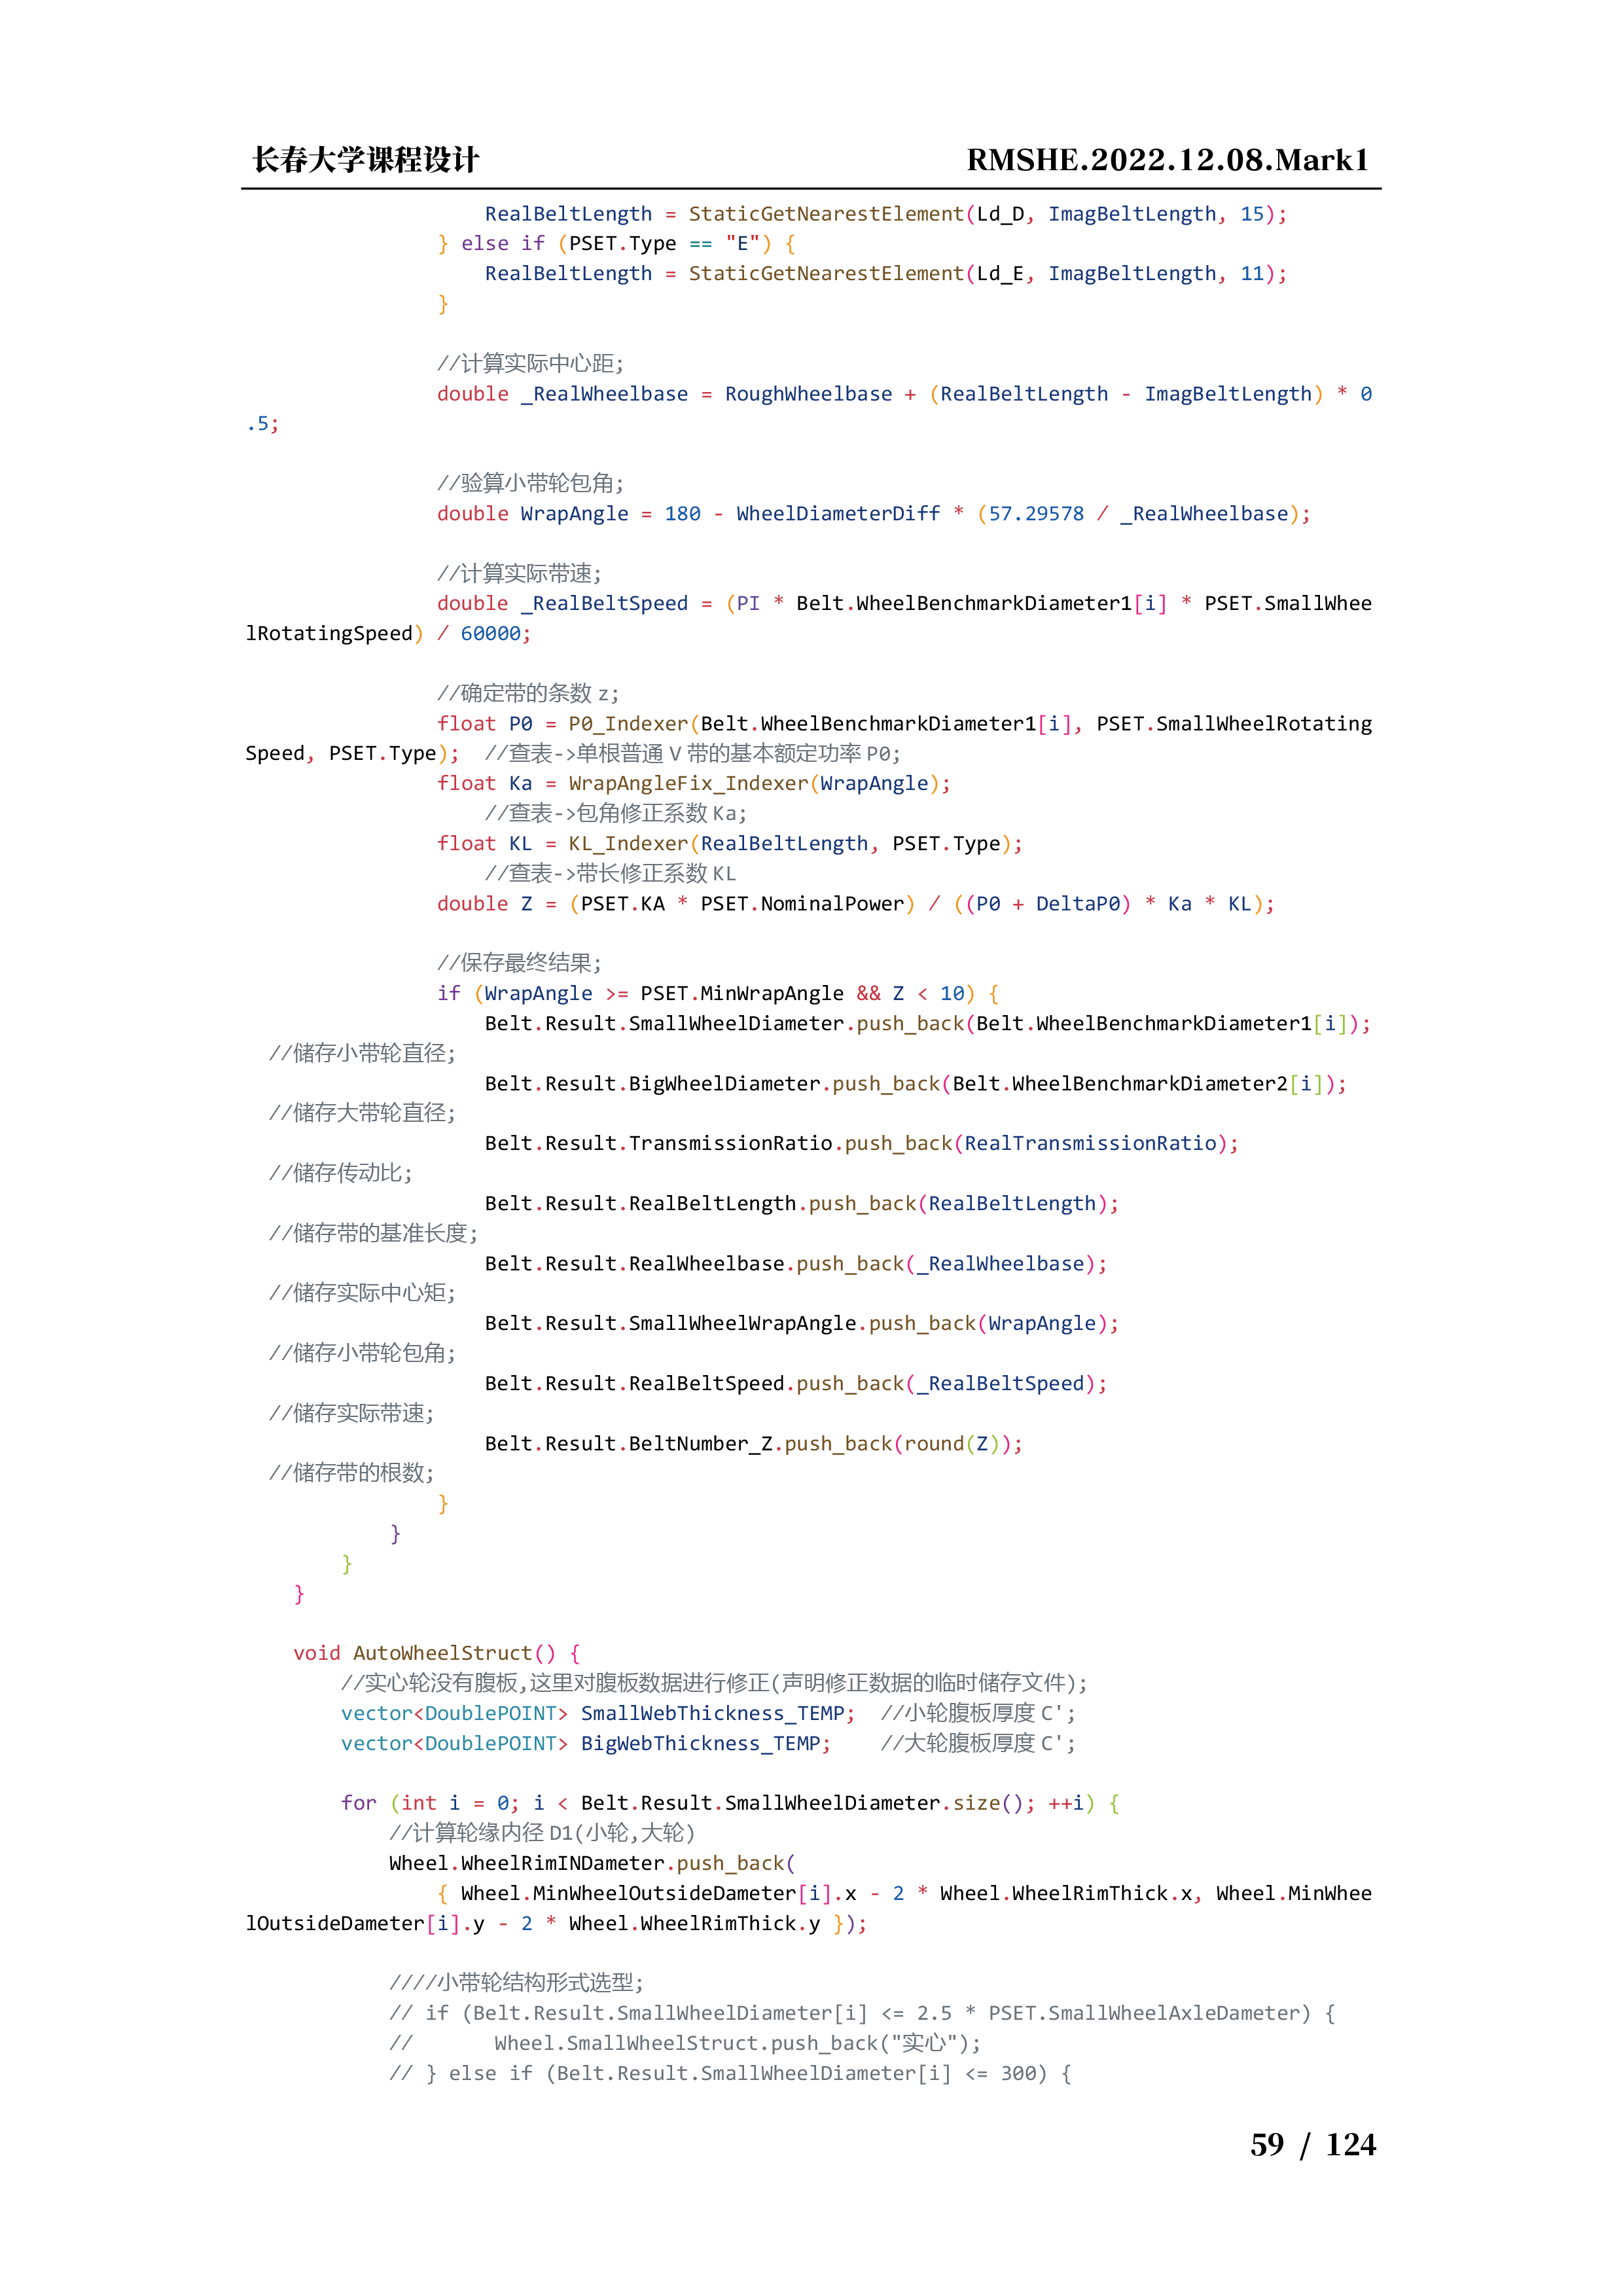 长春大学课程设计
RMSHE.2022.12.08.Mark1
RealBeltLength = StaticGetNearestElement(Ld_D, ImagBeltLength, 15);
} else if (PSET.Type == "E") {
RealBeltLength = StaticGetNearestElement(Ld_E, ImagBeltLength, 11);
}
//计算实际中心距;
double _RealWheelbase = RoughWheelbase + (RealBeltLength - ImagBeltLength) * 0
.5;
//验算小带轮包角;
double WrapAngle = 180 - WheelDiameterDiff * (57.29578 / _RealWheelbase);
//计算实际带速;
double _RealBeltSpeed = (PI * Belt.WheelBenchmarkDiameter1[i] * PSET.SmallWhee
lRotatingSpeed) / 60000;
//确定带的条数 z;
float P0 = P0_Indexer(Belt.WheelBenchmarkDiameter1[i], PSET.SmallWheelRotating
Speed, PSET.Type);  //查表->单根普通 V 带的基本额定功率 P0;
float Ka = WrapAngleFix_Indexer(WrapAngle);
//查表->包角修正系数 Ka;
float KL = KL_Indexer(RealBeltLength, PSET.Type);
//查表->带长修正系数 KL
double Z = (PSET.KA * PSET.NominalPower) / ((P0 + DeltaP0) * Ka * KL);
//保存最终结果;
if (WrapAngle >= PSET.MinWrapAngle && Z < 10) {
Belt.Result.SmallWheelDiameter.push_back(Belt.WheelBenchmarkDiameter1[i]);
//储存小带轮直径;
Belt.Result.BigWheelDiameter.push_back(Belt.WheelBenchmarkDiameter2[i]);
//储存大带轮直径;
Belt.Result.TransmissionRatio.push_back(RealTransmissionRatio);
//储存传动比;
Belt.Result.RealBeltLength.push_back(RealBeltLength);
//储存带的基准长度;
Belt.Result.RealWheelbase.push_back(_RealWheelbase);
//储存实际中心矩;
Belt.Result.SmallWheelWrapAngle.push_back(WrapAngle);
//储存小带轮包角;
Belt.Result.RealBeltSpeed.push_back(_RealBeltSpeed);
//储存实际带速;
Belt.Result.BeltNumber_Z.push_back(round(Z));
//储存带的根数;
}
}
}
}
void AutoWheelStruct() {
//实心轮没有腹板,这里对腹板数据进行修正(声明修正数据的临时储存文件);
vector<DoublePOINT> SmallWebThickness_TEMP;  //小轮腹板厚度 C';
vector<DoublePOINT> BigWebThickness_TEMP;    //大轮腹板厚度 C';
for (int i = 0; i < Belt.Result.SmallWheelDiameter.size(); ++i) {
//计算轮缘内径 D1(小轮,大轮)
Wheel.WheelRimINDameter.push_back(
{ Wheel.MinWheelOutsideDameter[i].x - 2 * Wheel.WheelRimThick.x, Wheel.MinWhee
lOutsideDameter[i].y - 2 * Wheel.WheelRimThick.y });
////小带轮结构形式选型;
// if (Belt.Result.SmallWheelDiameter[i] <= 2.5 * PSET.SmallWheelAxleDameter) {
//       Wheel.SmallWheelStruct.push_back("实心");
// } else if (Belt.Result.SmallWheelDiameter[i] <= 300) {
59 / 124